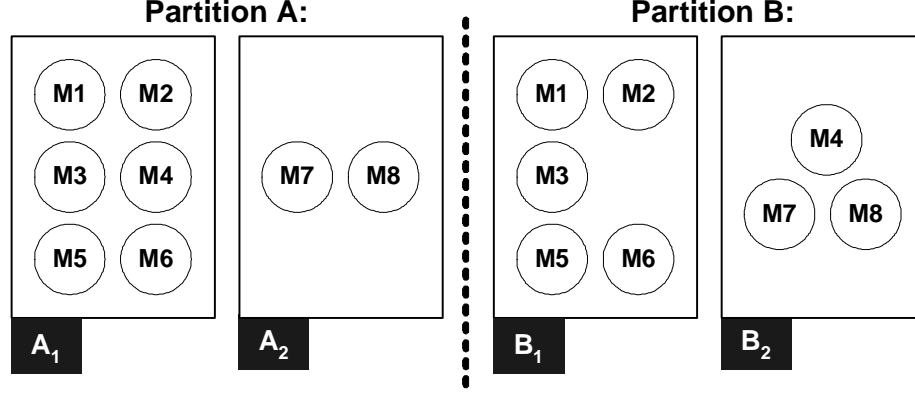 Partition A:
Partition B:
M1 M2
M3 M4
M5 M6
A₁
M7 M8
A₂
M1 M2
M3
M5 M6
B₁
M4
M7 M8
B₂